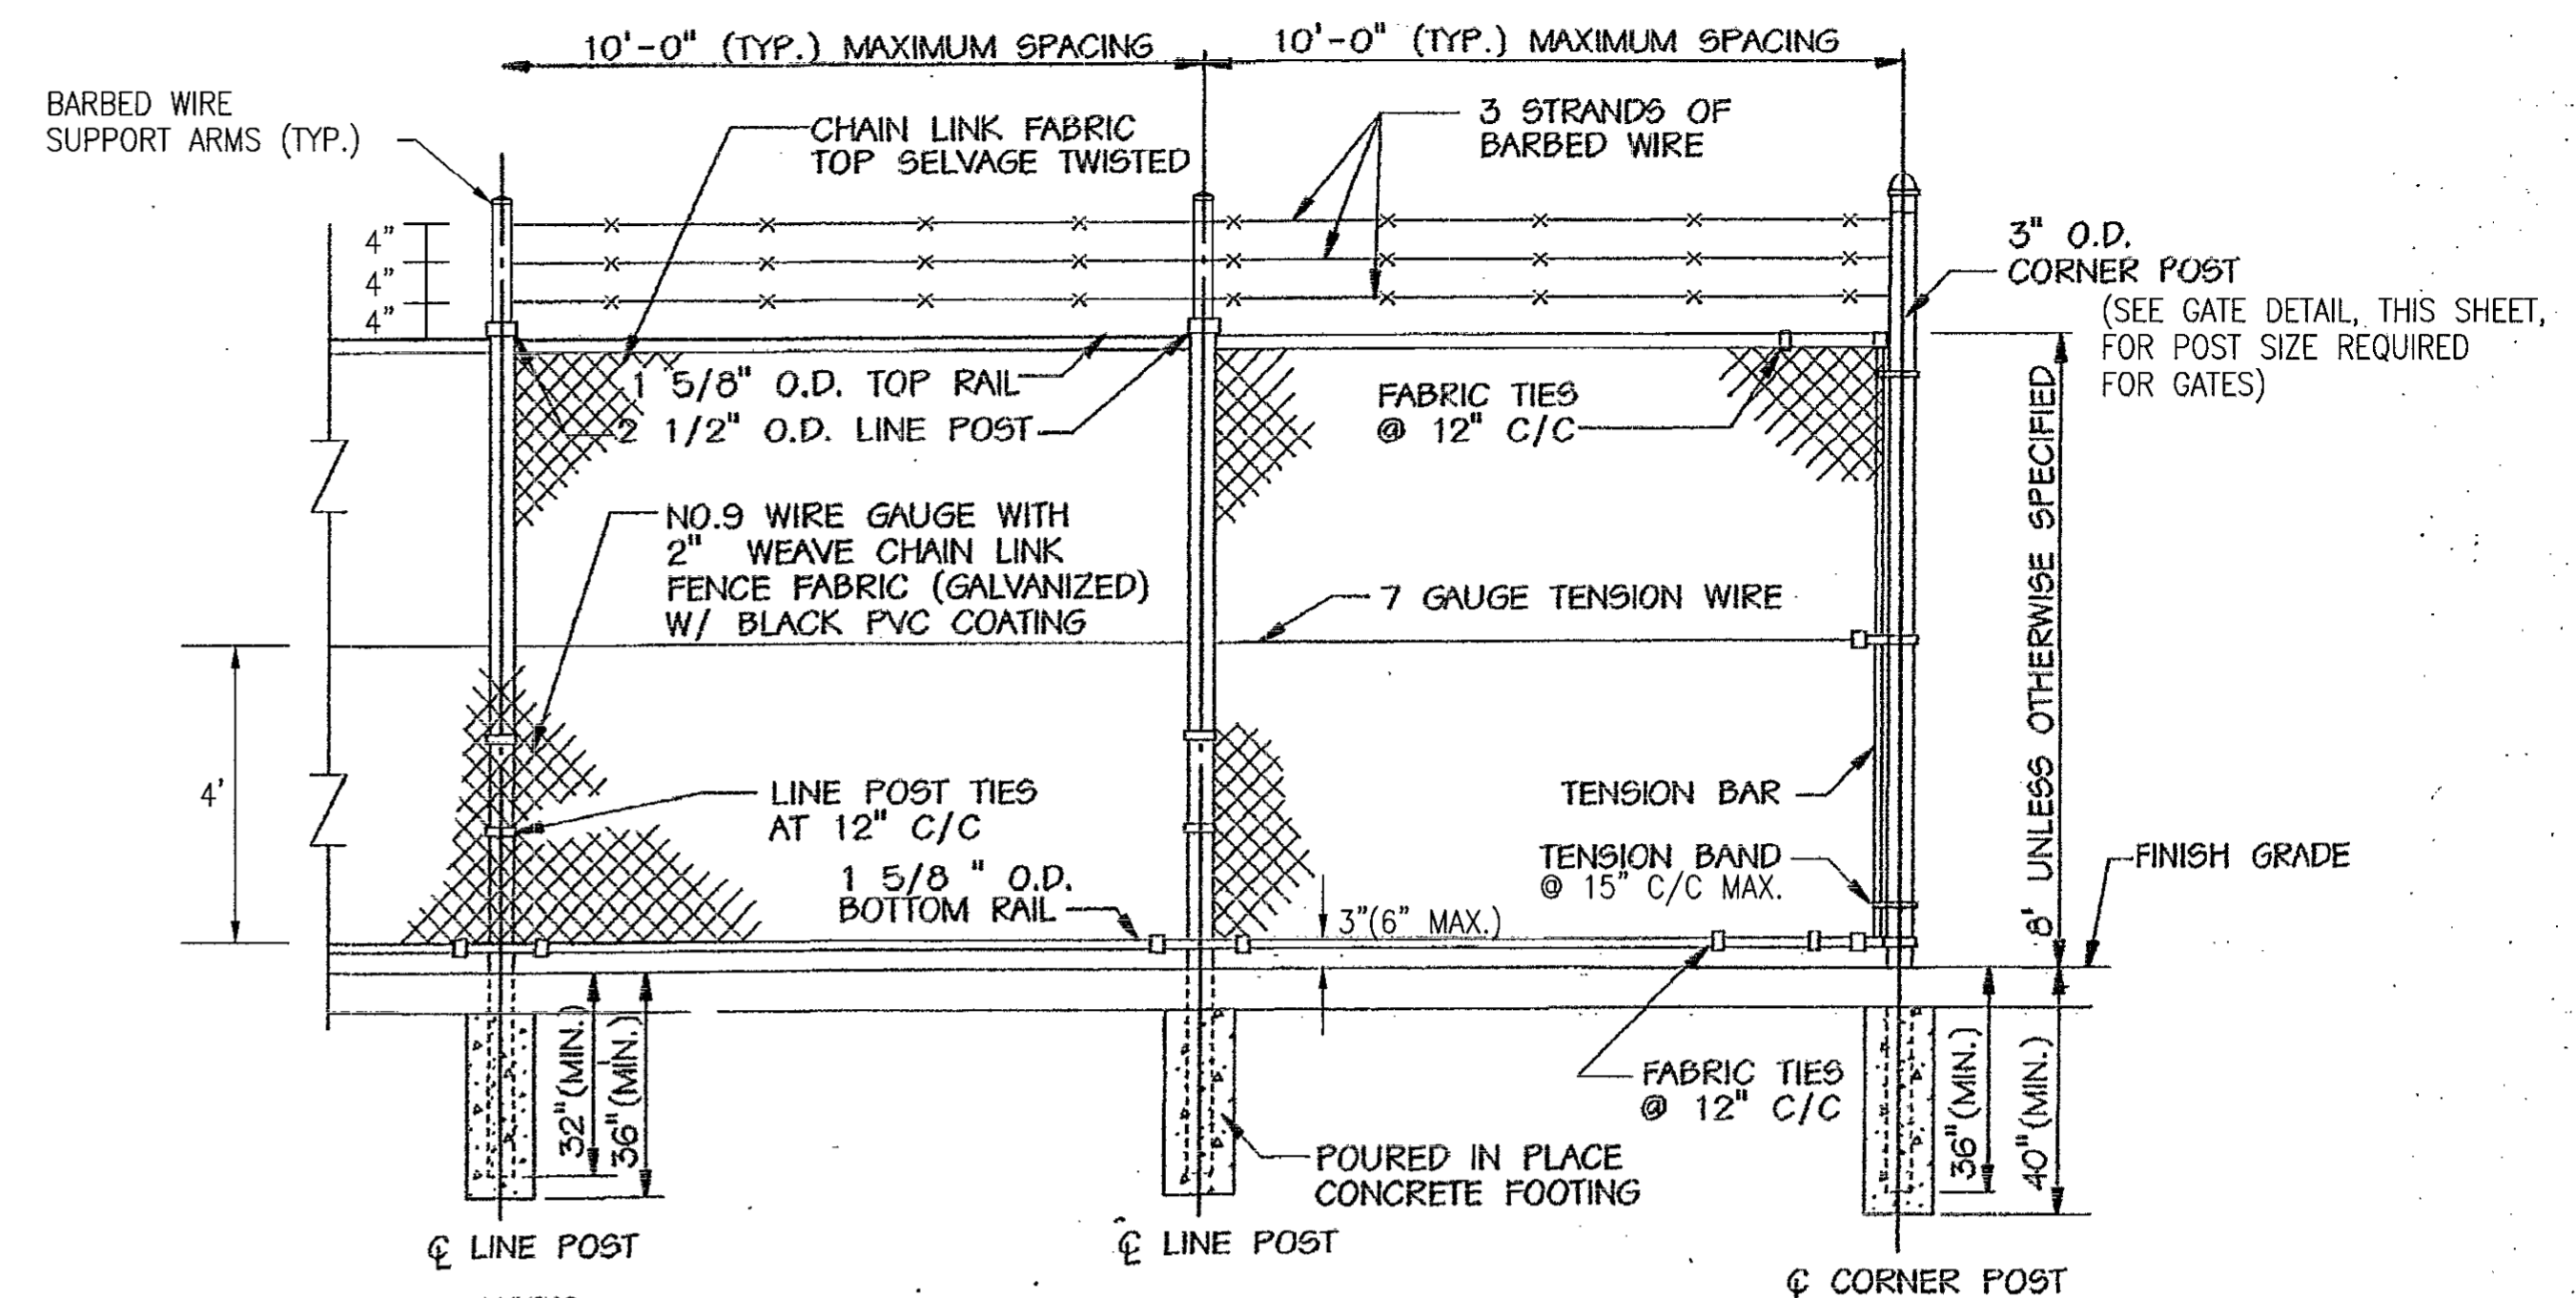 10'-0" (TYP.) MAXIMUM SPACING
10'-0" (TYP.) MAXIMUM SPACING
BARBED WIRE
SUPPORT ARMS (TYP.)
CHAIN LINK FABRIC
TOP SELVAGE TWISTED
3 STRANDS OF
BARBED WIRE
4"
4"
4"
3" O.D.
CORNER POST
(SEE GATE DETAIL, THIS SHEET,
FOR POST SIZE REQUIRED
FOR GATES)
1 5/8" O.D. TOP RAIL
2 1/2" O.D. LINE POST
FABRIC TIES
@ 12" C/C
NO.9 WIRE GAUGE WITH
2" WEAVE CHAIN LINK
FENCE FABRIC (GALVANIZED)
W/ BLACK PVC COATING
7 GAUGE TENSION WIRE
8' UNLESS OTHERWISE SPECIFIED
4'
LINE POST TIES
AT 12" C/C
TENSION BAR
1 5/8 " O.D.
BOTTOM RAIL
TENSION BAND
@ 15" C/C MAX.
FINISH GRADE
3"(6" MAX.)
32"(MIN.)
36"(MIN.)
FABRIC TIES
@ 12" C/C
36"(MIN.)
40"(MIN.)
POURED IN PLACE
CONCRETE FOOTING
℄ LINE POST
℄ LINE POST
℄ CORNER POST